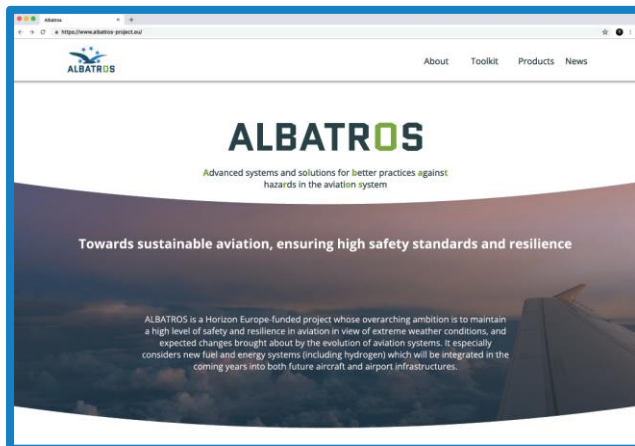 Albatros
https://www.albatros-project.eu/
ALBATROS
About Toolkit Products News
ALBATROS
Advanced systems and solutions for better practices against
hazards in the aviation system
Towards sustainable aviation, ensuring high safety standards and resilience
ALBATROS is a Horizon Europe-funded project whose overarching ambition is to maintain
a high level of safety and resilience in aviation in view of extreme weather conditions, and
expected changes brought about by the evolution of aviation systems. It especially
considers new fuel and energy systems (including hydrogen) which will be integrated in the
coming years into both future aircraft and airport infrastructures.